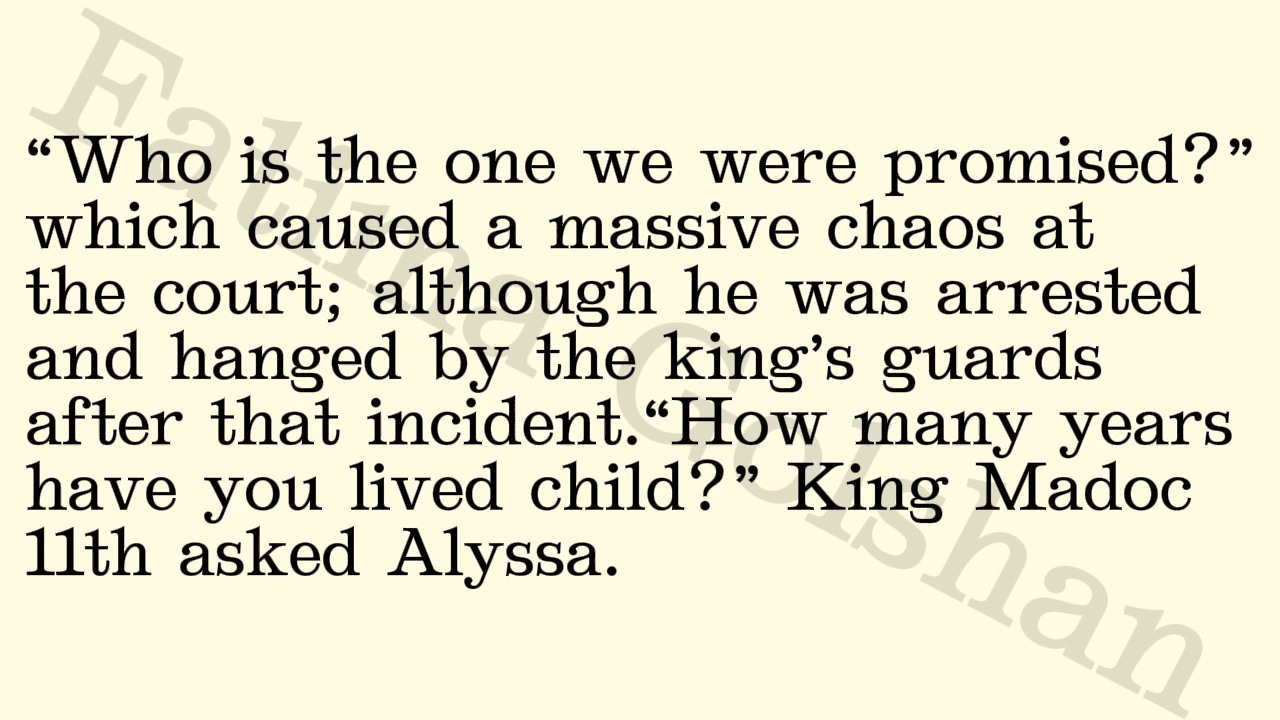 “Who is the one we were promised?”
which caused a massive chaos at
the court; although he was arrested
and hanged by the king’s guards
after that incident.“How many years
have you lived child?” King Madoc
11th asked Alyssa.
Fatima Golshan